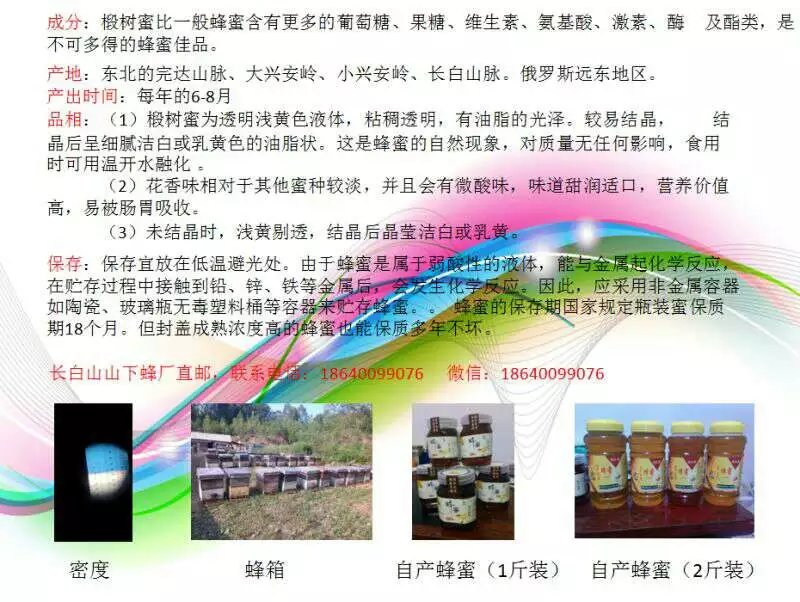 成分：椴树蜜比一般蜂蜜含有更多的葡萄糖、果糖、维生素、氨基酸、激素、酶 及酯类，是
不可多得的蜂蜜佳品。
产地：东北的完达山脉、大兴安岭、小兴安岭、长白山脉。俄罗斯远东地区。
产出时间：每年的6-8月
品相：（1）椴树蜜为透明浅黄色液体，粘稠透明，有油脂的光泽。较易结晶， 结
晶后呈细腻洁白或乳黄色的油脂状。这是蜂蜜的自然现象，对质量无任何影响，食用
时可用温开水融化 。
（2）花香味相对于其他蜜种较淡，并且会有微酸味，味道甜润适口，营养价值
高，易被肠胃吸收。
（3）未结晶时，浅黄剔透，结晶后晶莹洁白或乳黄。
保存：保存宜放在低温避光处。由于蜂蜜是属于弱酸性的液体，能与金属起化学反应，
在贮存过程中接触到铅、锌、铁等金属后，会发生化学反应。因此，应采用非金属容器
如陶瓷、玻璃瓶无毒塑料桶等容器来贮存蜂蜜。。 蜂蜜的保存期国家规定瓶装蜜保质
期18个月。但封盖成熟浓度高的蜂蜜也能保质多年不坏。
长白山山下蜂厂直邮，联系电话：18640099076 微信：18640099076
密度
蜂箱
自产蜂蜜（1斤装）
自产蜂蜜（2斤装）